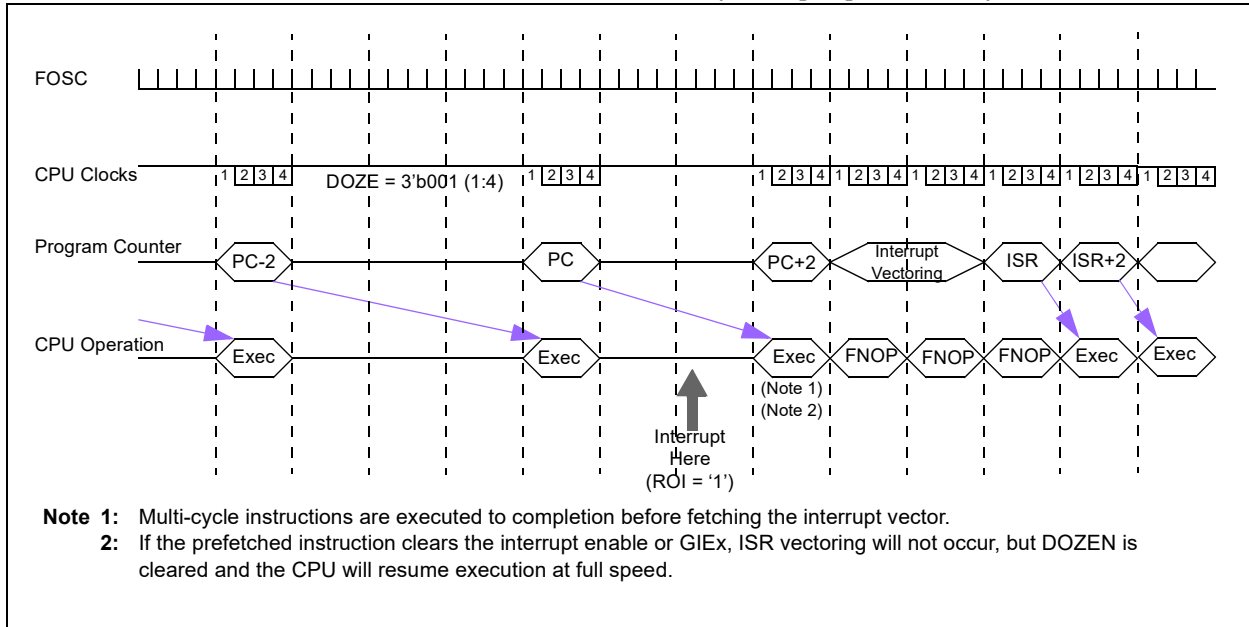 FOSC
CPU Clocks
1 2 3 4
DOZE = 3'b001 (1:4)
1 2 3 4
1 2 3 4 1 2 3 4 1 2 3 4 1 2 3 4 1 2 3 4 1 2 3 4
Program Counter
PC-2
PC
PC+2
Interrupt
Vectoring
ISR
ISR+2
CPU Operation
Exec
Exec
Exec
FNOP
FNOP
FNOP
Exec
Exec
(Note 1)
(Note 2)
Interrupt
Here
(ROI = ‘1’)
Note 1: Multi-cycle instructions are executed to completion before fetching the interrupt vector.
2: If the prefetched instruction clears the interrupt enable or GIEx, ISR vectoring will not occur, but DOZEN is
cleared and the CPU will resume execution at full speed.